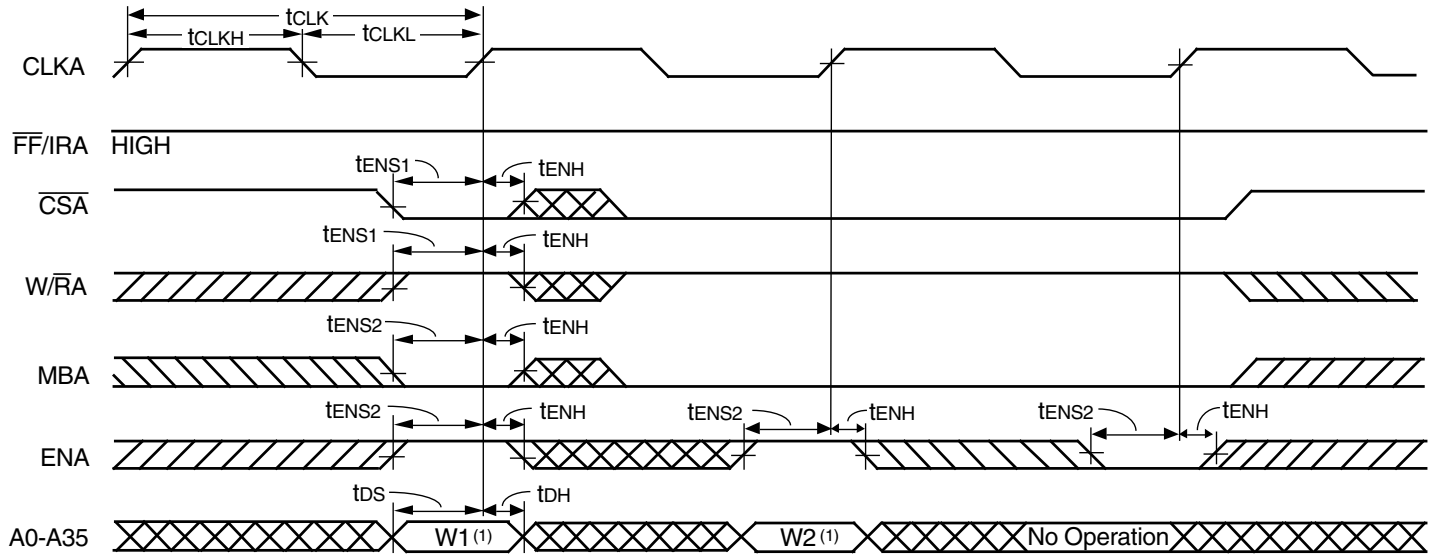 tCLK
tCLKH tCLKL
CLKA
FF/IRA HIGH
tENS1 tENH
CSA
tENS1 tENH
W/RA
tENS2 tENH
MBA
tENS2 tENH tENS2 tENH tENS2 tENH
ENA
tDS tDH
A0-A35 W1(1) W2(1) No Operation